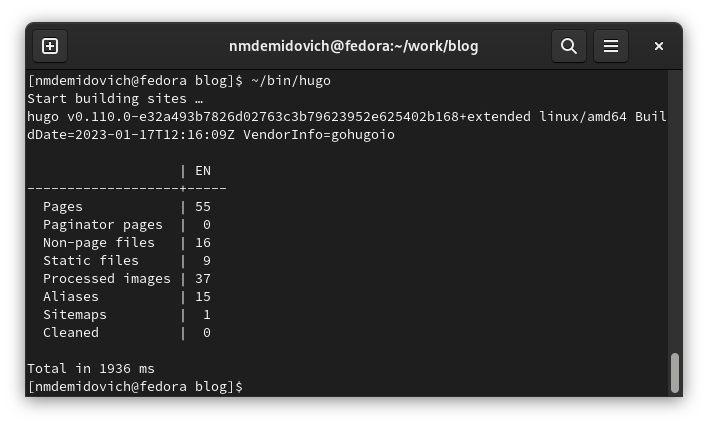 nmdemidovich@fedora:~/work/blog
[nmdemidovich@fedora blog]$ ~/bin/hugo
Start building sites …
hugo v0.110.0-e32a493b7826d02763c3b79623952e625402b168+extended linux/amd64 Buil
dDate=2023-01-17T12:16:09Z VendorInfo=gohugoio
                   | EN
-------------------+-----
  Pages            | 55
  Paginator pages  |  0
  Non-page files   | 16
  Static files     |  9
  Processed images | 37
  Aliases          | 15
  Sitemaps         |  1
  Cleaned          |  0
Total in 1936 ms
[nmdemidovich@fedora blog]$